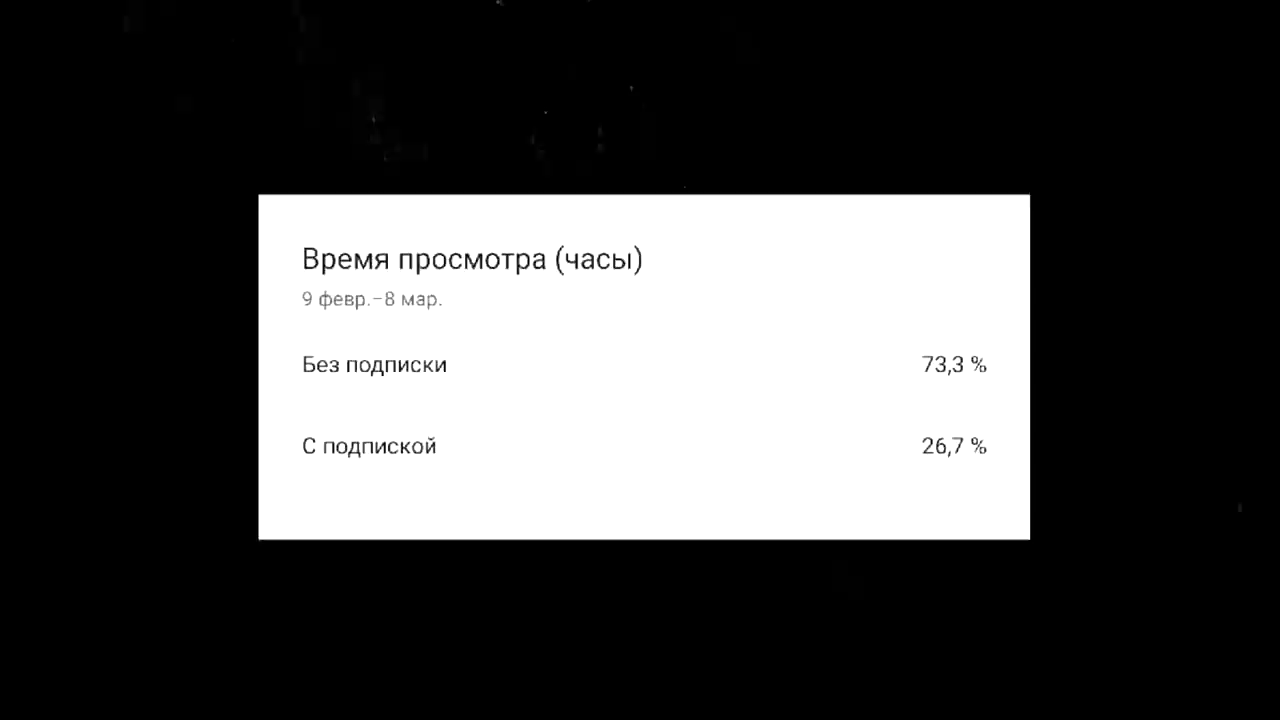 Время просмотра (часы)
9 февр.–8 мар.
Без подписки 73,3 %
С подпиской 26,7 %